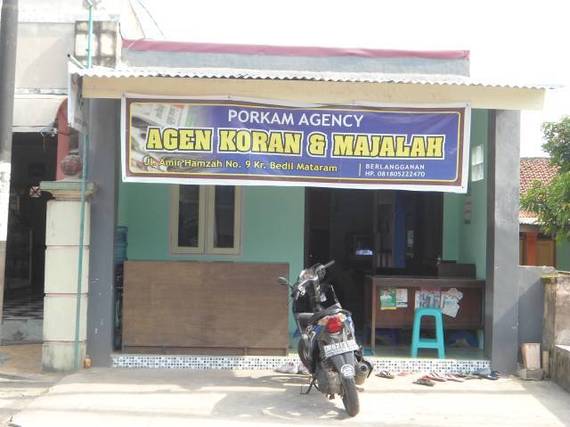 PORKAM AGENCY
AGEN KORAN & MAJALAH
Jl. Amir Hamzah No. 9 Kr. Bedil Mataram
BERLANGGANAN
HP. 081805222470